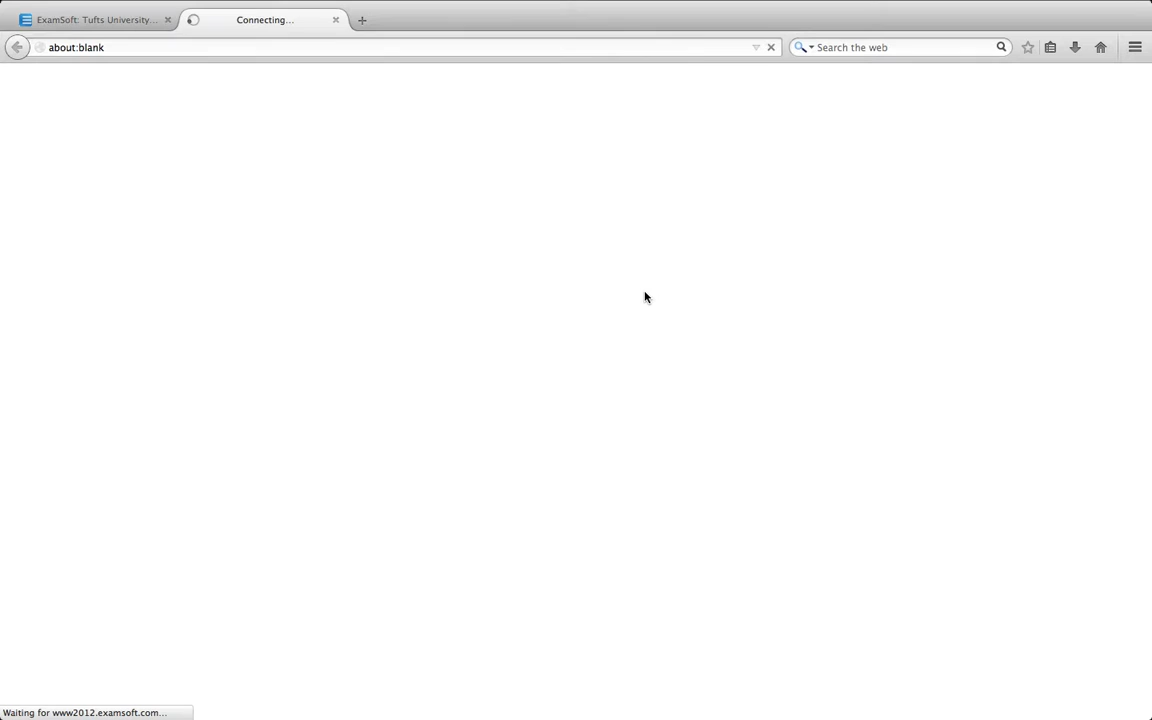 ExamSoft: Tufts University...
Connecting...
about:blank
Search the web
Waiting for www2012.examsoft.com...